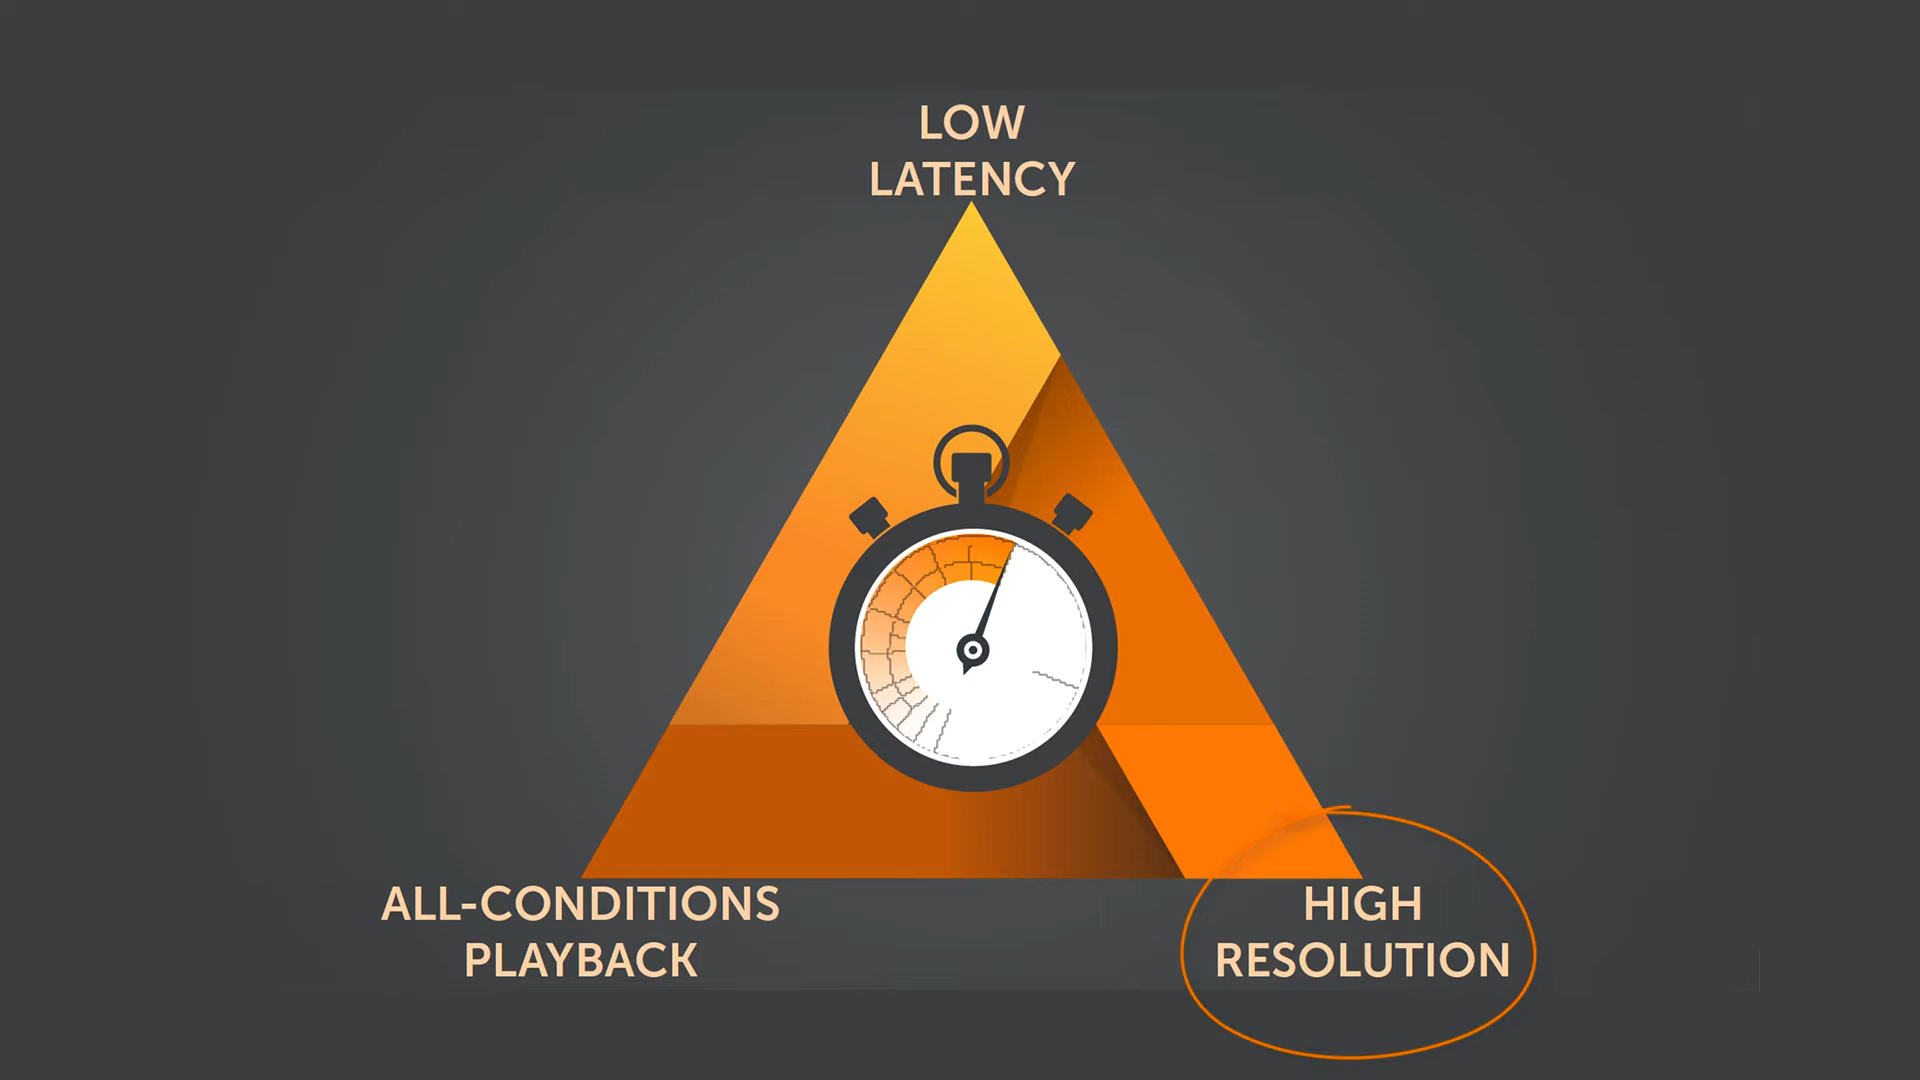 LOW
LATENCY
ALL-CONDITIONS
PLAYBACK
HIGH
RESOLUTION